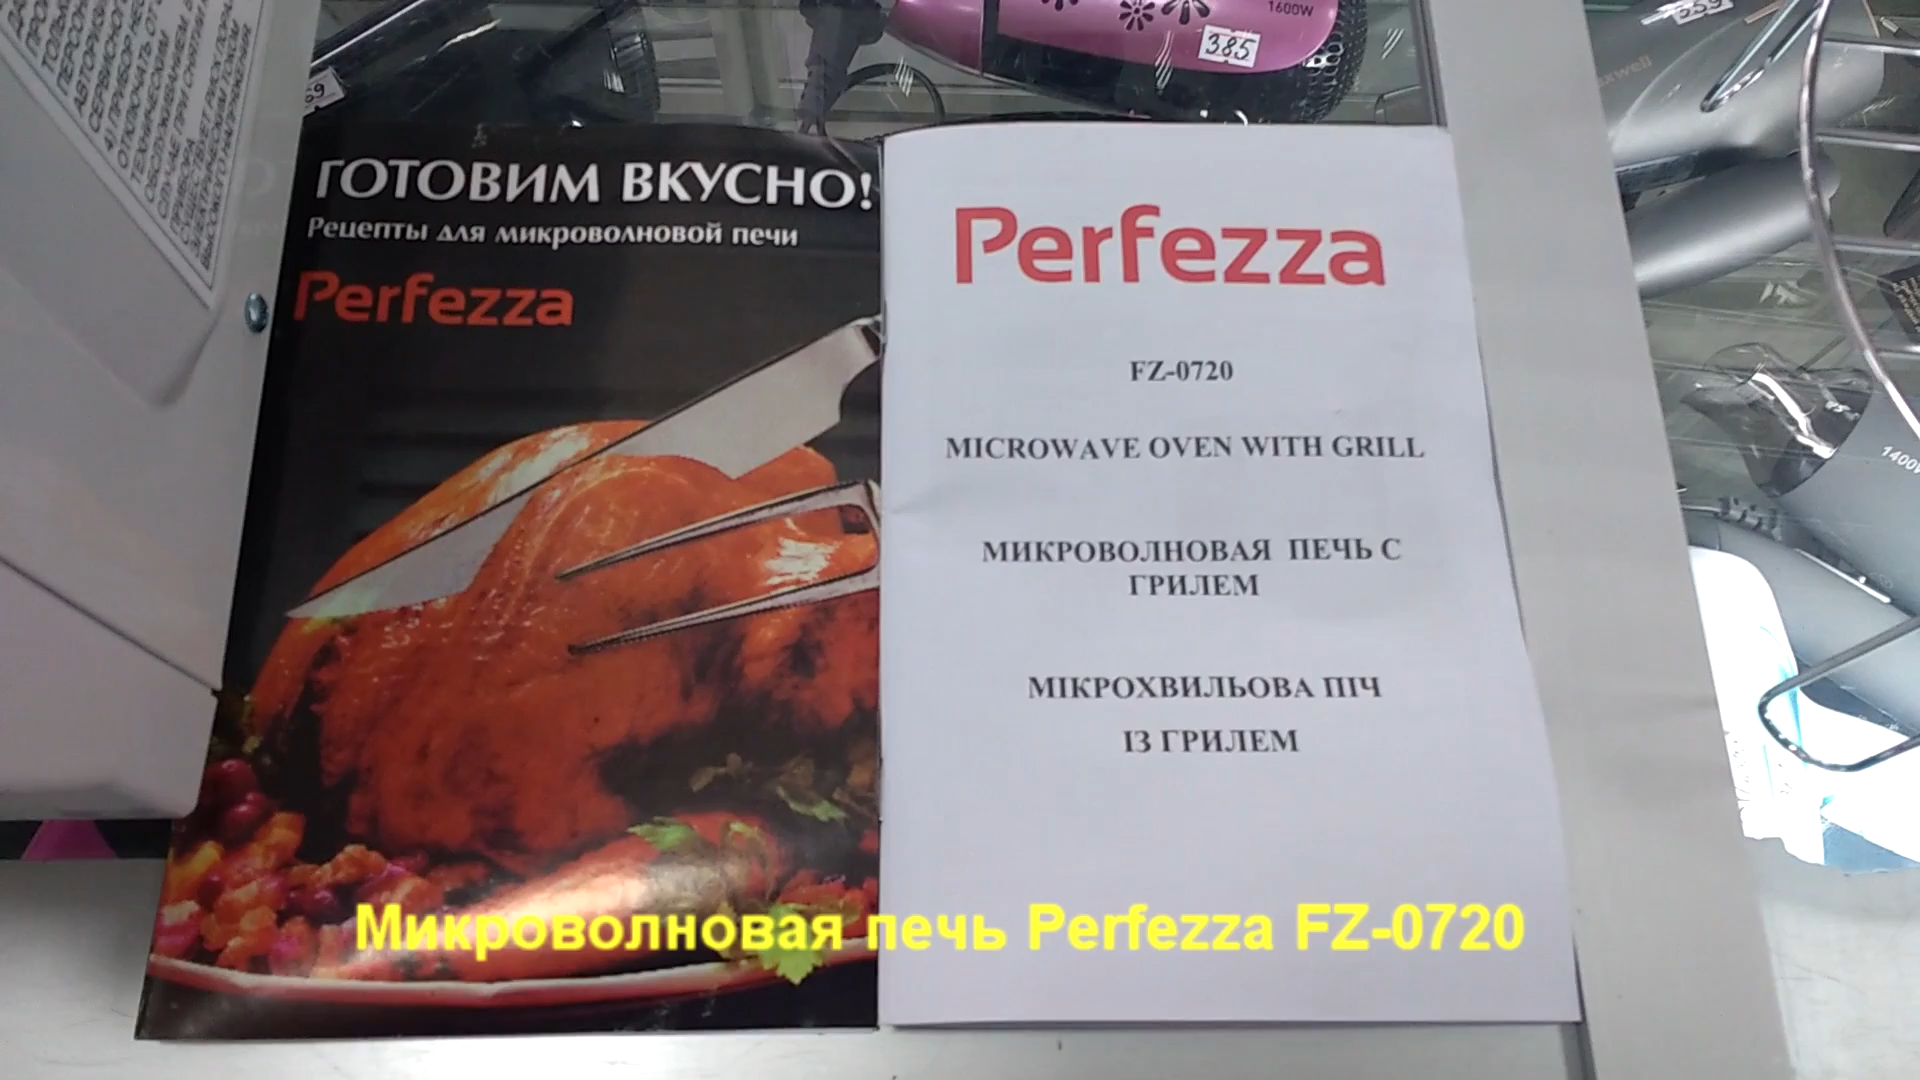 1600W
385
ГОТОВИМ ВКУСНО!
Рецепты для микроволновой печи
Perfezza
Perfezza
FZ-0720
MICROWAVE OVEN WITH GRILL
МИКРОВОЛНОВАЯ ПЕЧЬ С
ГРИЛЕМ
МІКРОХВИЛЬОВА ПІЧ
ІЗ ГРИЛЕМ
Микроволновая печь Perfezza FZ-0720